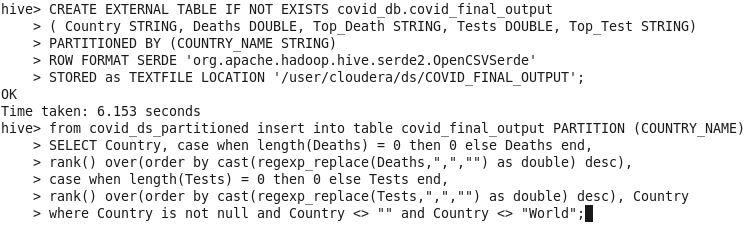 hive> CREATE EXTERNAL TABLE IF NOT EXISTS covid_db.covid_final_output
    > ( Country STRING, Deaths DOUBLE, Top_Death STRING, Tests DOUBLE, Top_Test STRING)
    > PARTITIONED BY (COUNTRY_NAME STRING)
    > ROW FORMAT SERDE 'org.apache.hadoop.hive.serde2.OpenCSVSerde'
    > STORED as TEXTFILE LOCATION '/user/cloudera/ds/COVID_FINAL_OUTPUT';
OK
Time taken: 6.153 seconds
hive> from covid_ds_partitioned insert into table covid_final_output PARTITION (COUNTRY_NAME)
    > SELECT Country, case when length(Deaths) = 0 then 0 else Deaths end,
    > rank() over(order by cast(regexp_replace(Deaths,",","") as double) desc),
    > case when length(Tests) = 0 then 0 else Tests end,
    > rank() over(order by cast(regexp_replace(Tests,",","") as double) desc), Country
    > where Country is not null and Country <> "" and Country <> "World";